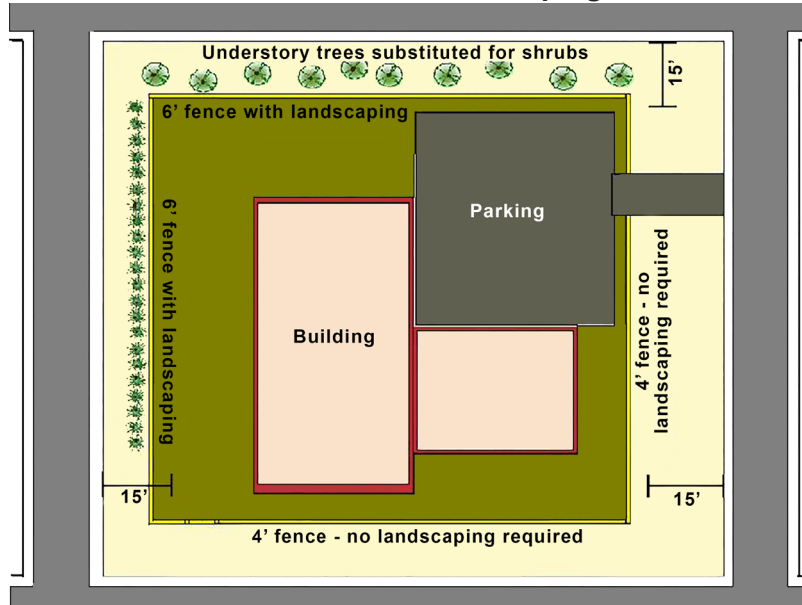 Understory trees substituted for shrubs
15’
6’ fence with landscaping
Parking
6’ fence with landscaping
Building
4’ fence - no
landscaping required
15’
15’
4’ fence - no landscaping required